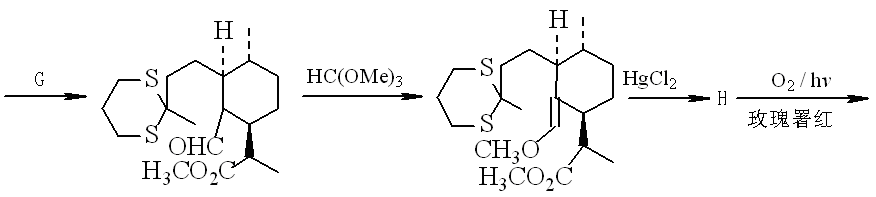 G
H
S
S
OHC
H3CO2C
HC(OMe)3
H
S
S
CH3O
H3CO2C
HgCl2
H
O2 / hν
玫瑰署红